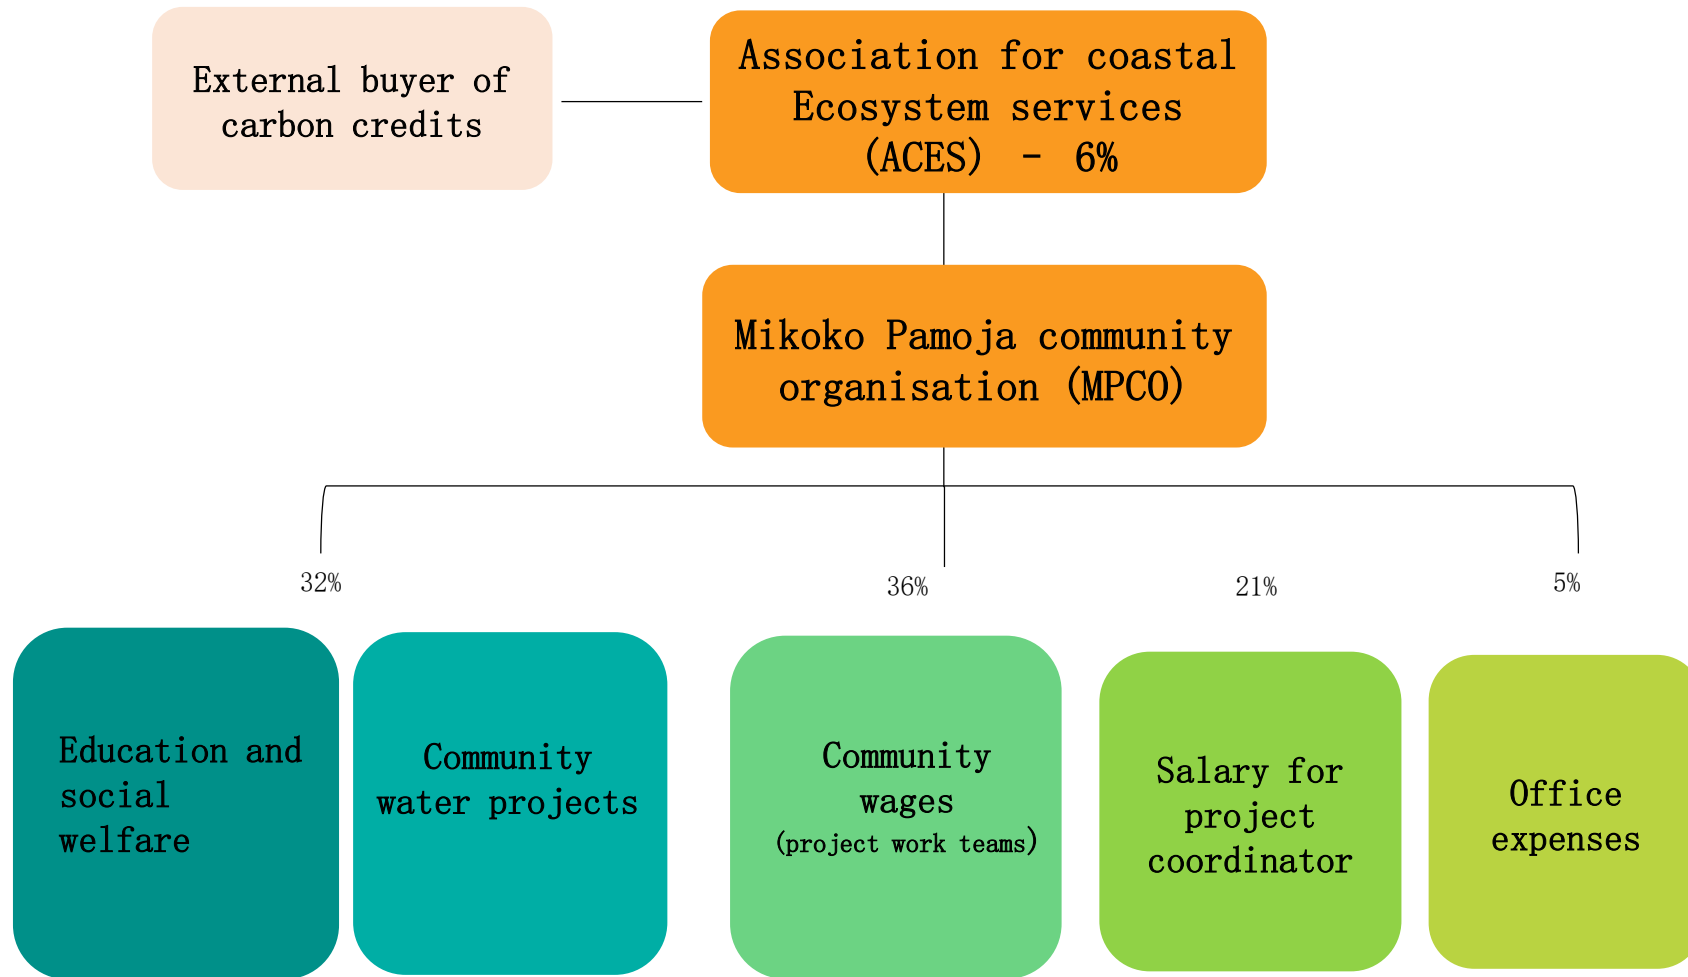 External buyer of
carbon credits
Association for coastal
Ecosystem services
(ACES) - 6%
Mikoko Pamoja community
organisation (MPCO)
32%
36%
21%
5%
Education and
social
welfare
Community
water projects
Community
wages
(project work teams)
Salary for
project
coordinator
Office
expenses